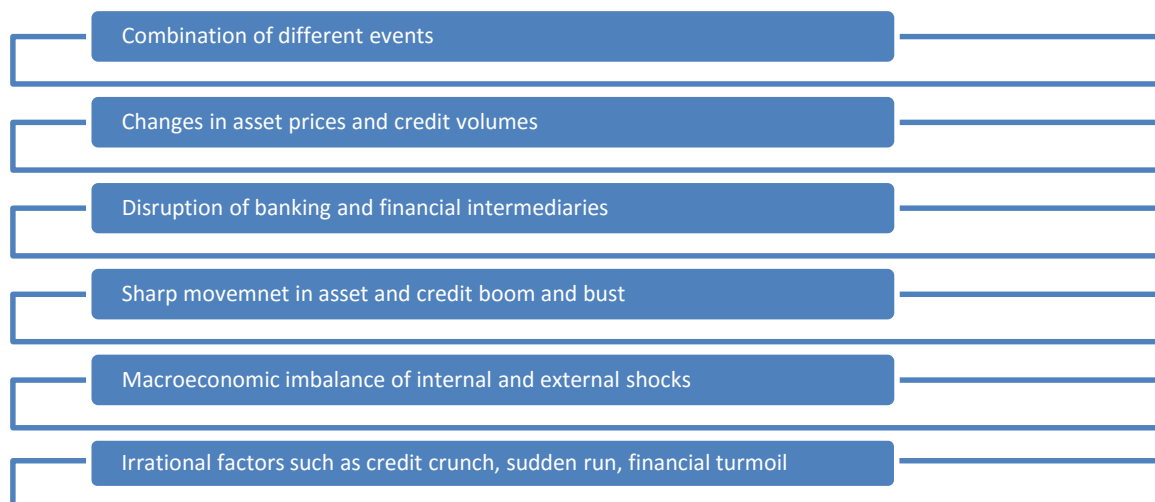 Combination of different events
Changes in asset prices and credit volumes
Disruption of banking and financial intermediaries
Sharp movemnet in asset and credit boom and bust
Macroeconomic imbalance of internal and external shocks
Irrational factors such as credit crunch, sudden run, financial turmoil